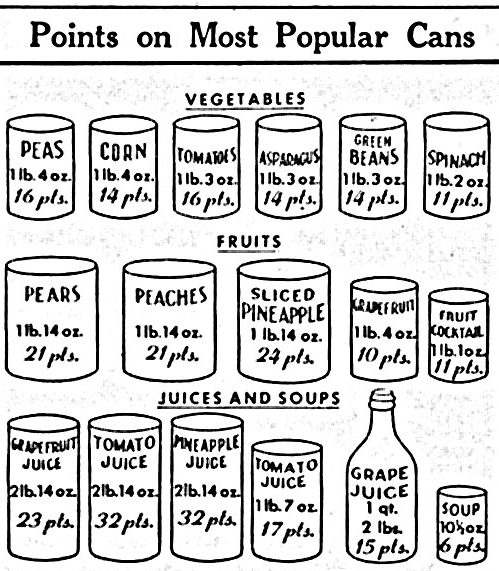 Points on Most Popular Cans
VEGETABLES
PEAS
1 lb. 4 oz.
16 pts.
CORN
1 lb. 4 oz.
14 pts.
TOMATOES
1 lb. 3 oz.
16 pts.
ASPARAGUS
1 lb. 3 oz.
14 pts.
GREEN
BEANS
1 lb. 3 oz.
14 pts.
SPINACH
1 lb. 2 oz.
11 pts.
FRUITS
PEARS
1 lb. 14 oz.
21 pts.
PEACHES
1 lb. 14 oz.
21 pts.
SLICED
PINEAPPLE
1 lb. 14 oz.
24 pts.
GRAPEFRUIT
1 lb. 4 oz.
10 pts.
FRUIT
COCKTAIL
1 lb. 1 oz.
11 pts.
JUICES AND SOUPS
GRAPEFRUIT
JUICE
2 lb. 14 oz.
23 pts.
TOMATO
JUICE
2 lb. 14 oz.
32 pts.
PINEAPPLE
JUICE
2 lb. 14 oz.
32 pts.
TOMATO
JUICE
1 lb. 7 oz.
17 pts.
GRAPE
JUICE
1 qt.
2 lbs.
15 pts.
SOUP
10½ oz.
6 pts.